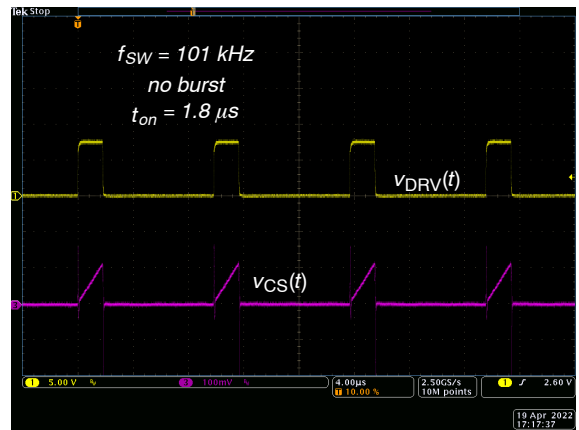 Tek Stop
T
fSW = 101 kHz
no burst
ton = 1.8 μs
vDRV(t)
1
vCS(t)
3
1 5.00 V
3 100mV
4.00μs
T 10.00 %
2.50GS/s
10M points
1 2.60 V
19 Apr 2022
17:17:37